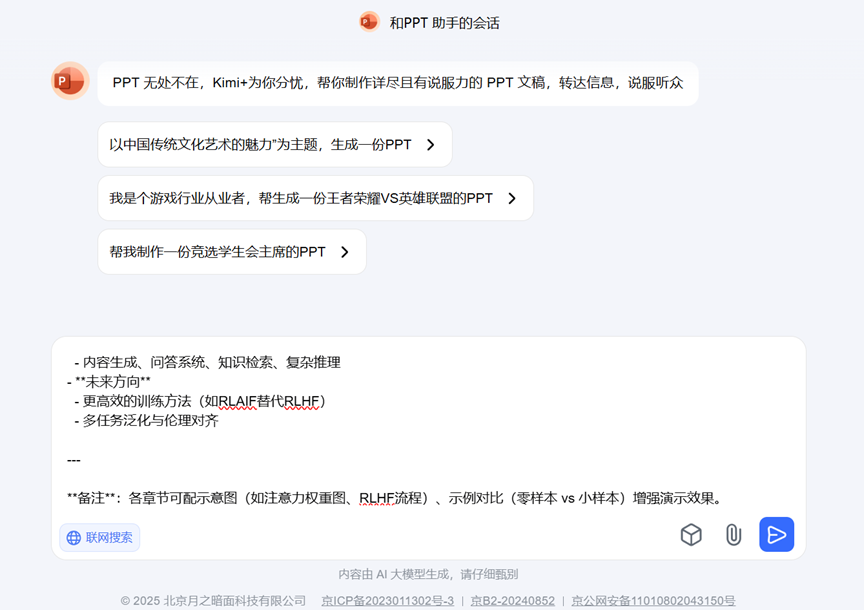 和PPT 助手的会话
PPT 无处不在，Kimi+为你分忧，帮你制作详尽且有说服力的 PPT 文稿，转达信息，说服听众
以中国传统文化艺术的魅力”为主题，生成一份PPT
我是个游戏行业从业者，帮生成一份王者荣耀VS英雄联盟的PPT
帮我制作一份竞选学生会主席的PPT
- 内容生成、问答系统、知识检索、复杂推理
- **未来方向**
- 更高效的训练方法（如RLAIF替代RLHF）
- 多任务泛化与伦理对齐
---
**备注**：各章节可配示意图（如注意力权重图、RLHF流程）、示例对比（零样本 vs 小样本）增强演示效果。
联网搜索
内容由 AI 大模型生成，请仔细甄别
© 2025 北京月之暗面科技有限公司 京ICP备2023011302号-3 | 京B2-20240852 | 京公网安备11010802043150号